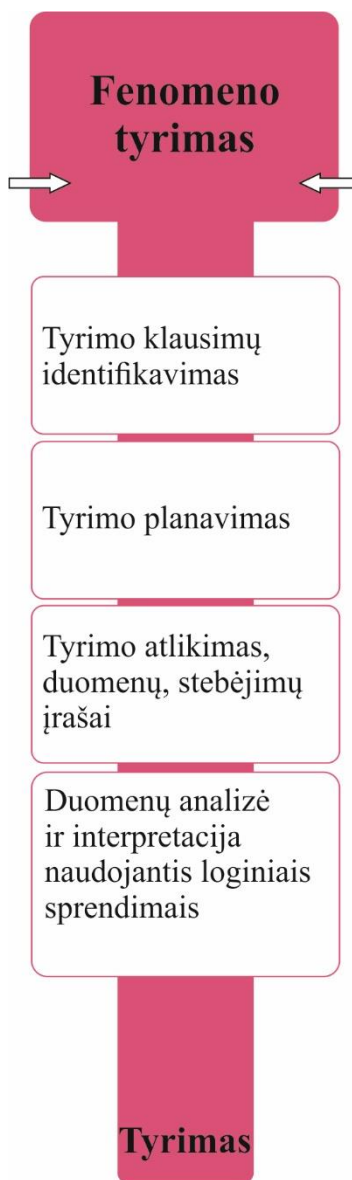 Fenomeno
tyrimas
Tyrimo klausimų
identifikavimas
Tyrimo planavimas
Tyrimo atlikimas,
duomenų, stebėjimų
įrašai
Duomenų analizė
ir interpretacija
naudojantis loginiais
sprendimais
Tyrimas